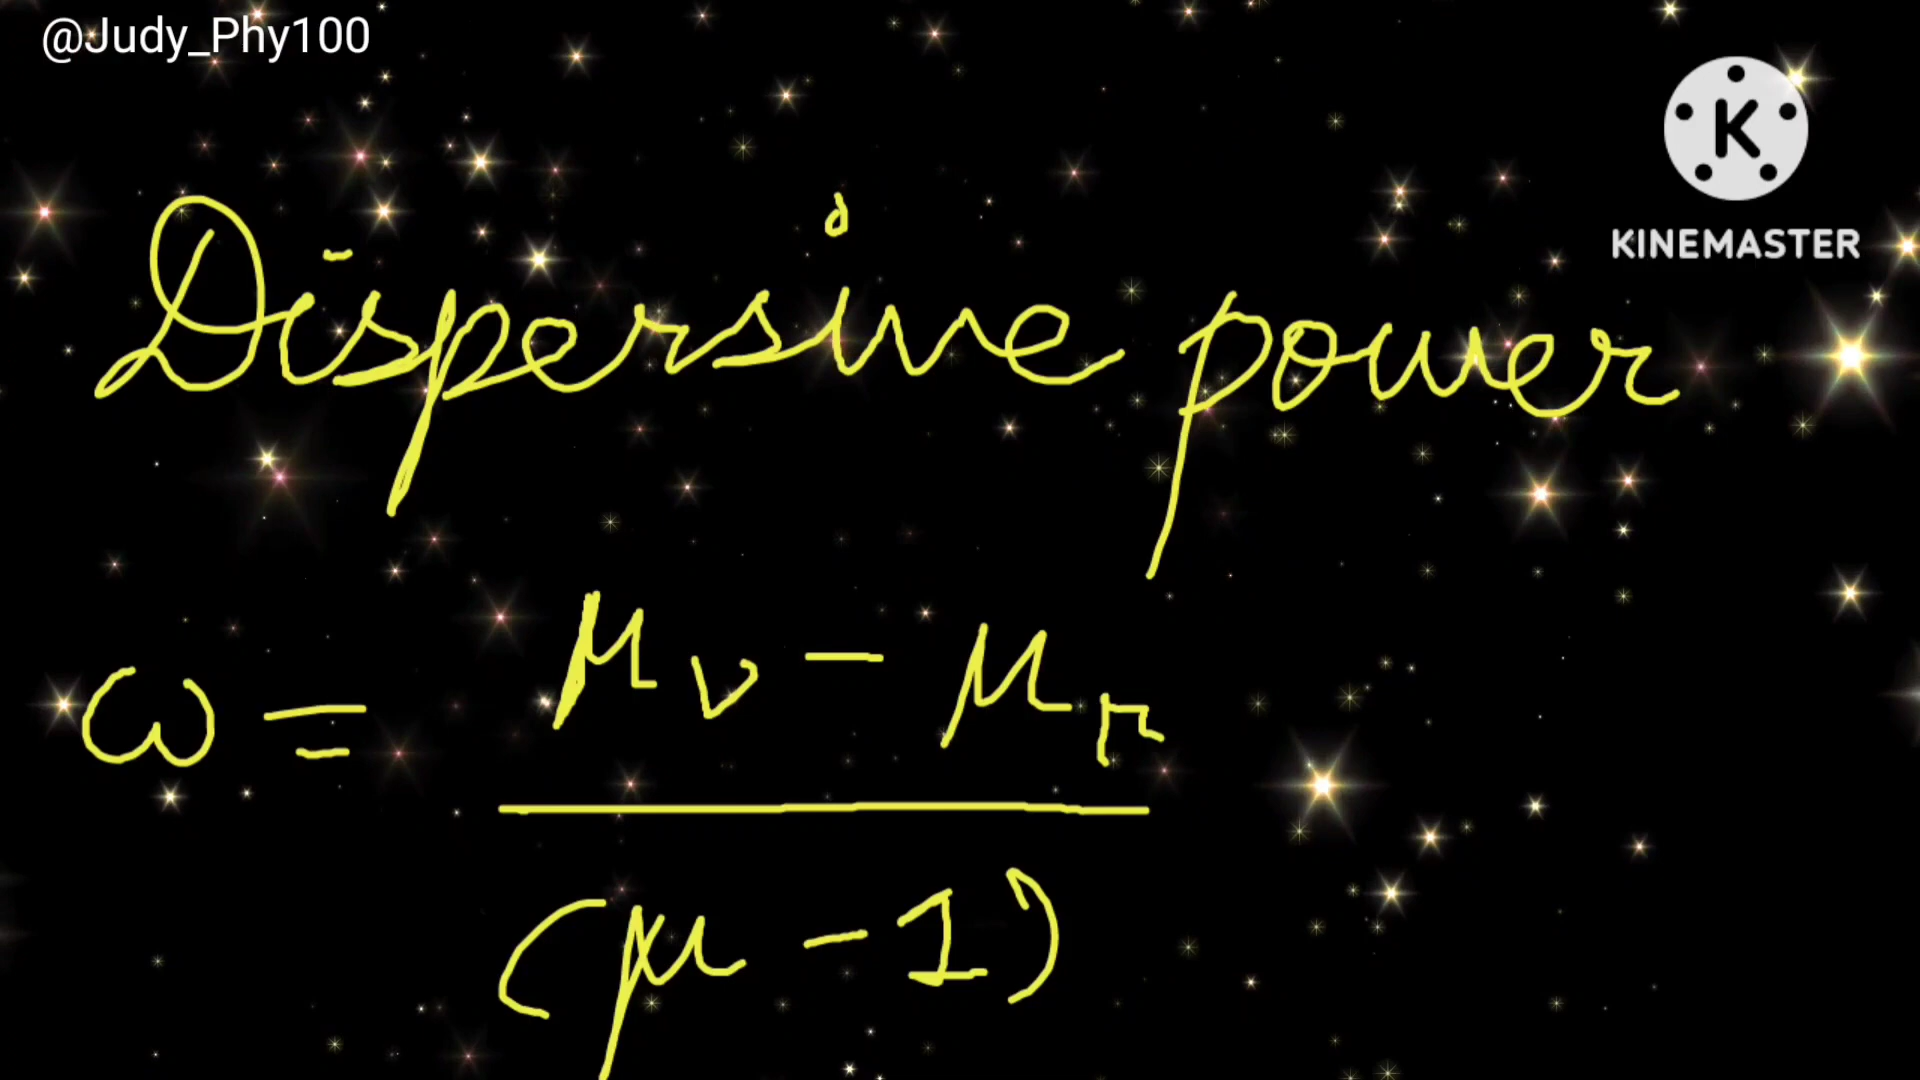 @Judy_Phy100
KINEMASTER
Dispersive power
ω = μv - μr
(μ - 1)